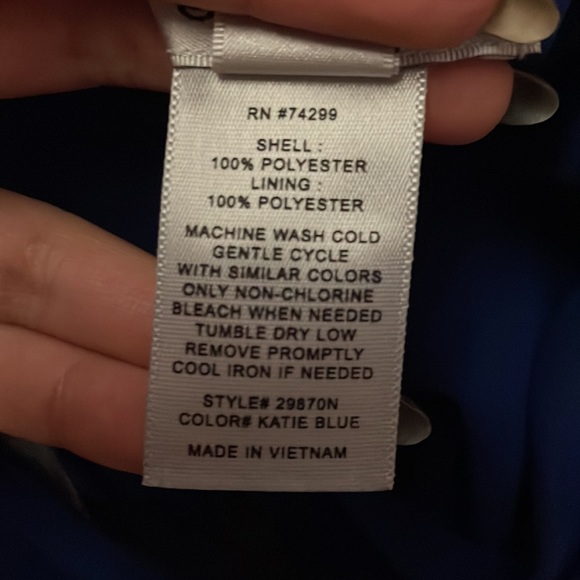 RN #74299
SHELL :
100% POLYESTER
LINING :
100% POLYESTER
MACHINE WASH COLD
GENTLE CYCLE
WITH SIMILAR COLORS
ONLY NON-CHLORINE
BLEACH WHEN NEEDED
TUMBLE DRY LOW
REMOVE PROMPTLY
COOL IRON IF NEEDED
STYLE# 29870N
COLOR# KATIE BLUE
MADE IN VIETNAM